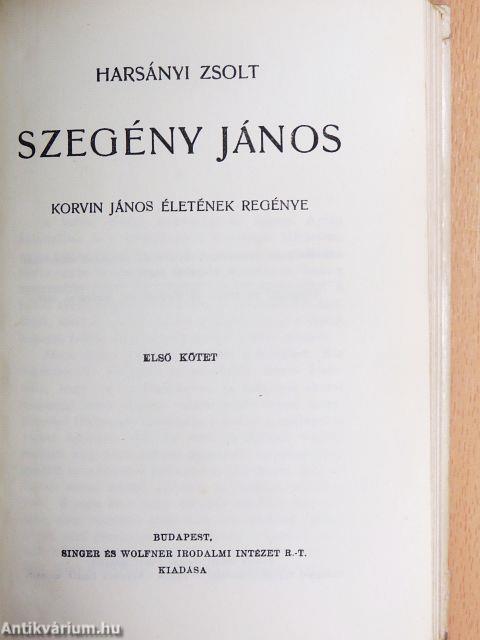 HARSÁNYI ZSOLT
SZEGÉNY JÁNOS
KORVIN JÁNOS ÉLETÉNEK REGÉNYE
ELSŐ KÖTET
BUDAPEST,
SINGER ÉS WOLFNER IRODALMI INTÉZET R.-T.
KIADÁSA
Antikvárium.hu